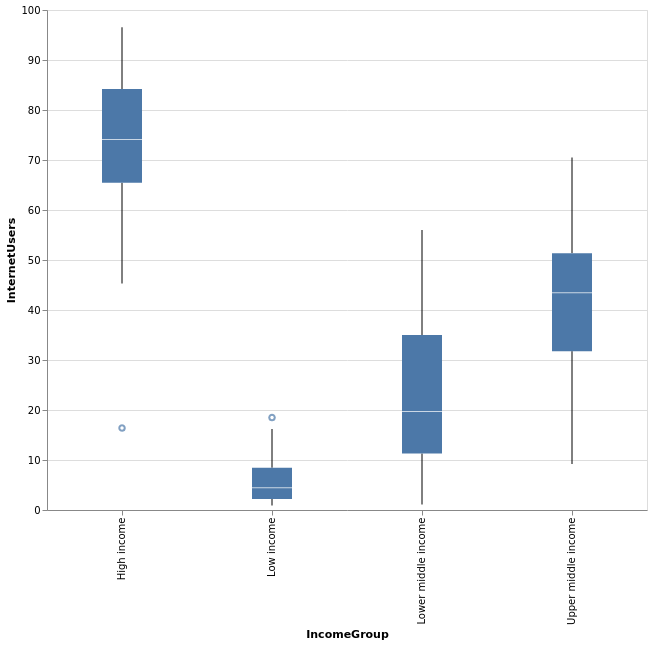 100
90
80
70
60
50
40
30
20
10
0
InternetUsers
High income
Low income
Lower middle income
Upper middle income
IncomeGroup